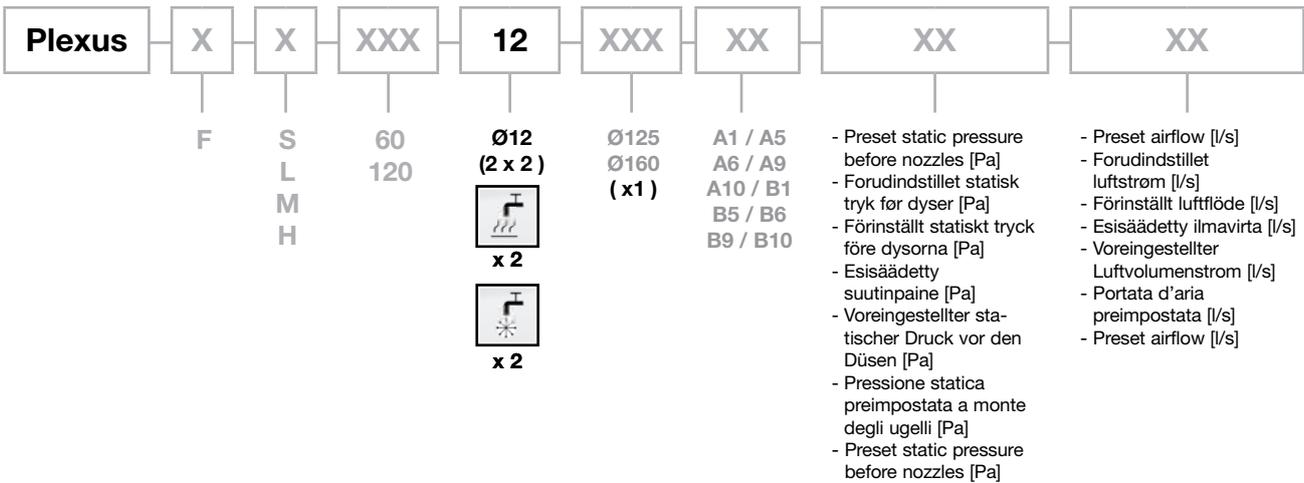 Plexus X X XXX 12 XXX XX XX XX
F
S
L
M
H
60
120
Ø12
(2 x 2 )
x 2
x 2
Ø125
Ø160
( x1 )
A1 / A5
A6 / A9
A10 / B1
B5 / B6
B9 / B10
- Preset static pressure
before nozzles [Pa]
- Forudindstillet statisk
tryk før dyser [Pa]
- Förinställt statiskt tryck
före dysorna [Pa]
- Esisäädetty
suutinpaine [Pa]
- Voreingestellter sta-
tischer Druck vor den
Düsen [Pa]
- Pressione statica
preimpostata a monte
degli ugelli [Pa]
- Preset static pressure
before nozzles [Pa]
- Preset airflow [l/s]
- Forudindstillet
luftstrøm [l/s]
- Förinställt luftflöde [l/s]
- Esisäädetty ilmavirta [l/s]
- Voreingestellter
Luftvolumenstrom [l/s]
- Portata d’aria
preimpostata [l/s]
- Preset airflow [l/s]